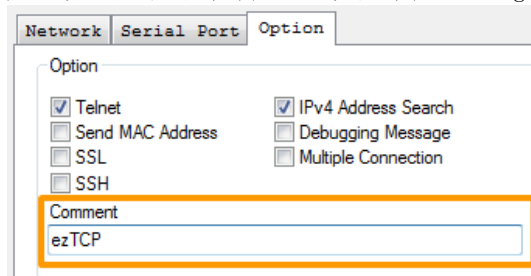 Network Serial Port Option
Option
Telnet IPv4 Address Search
Send MAC Address Debugging Message
SSL Multiple Connection
SSH
Comment
ezTCP